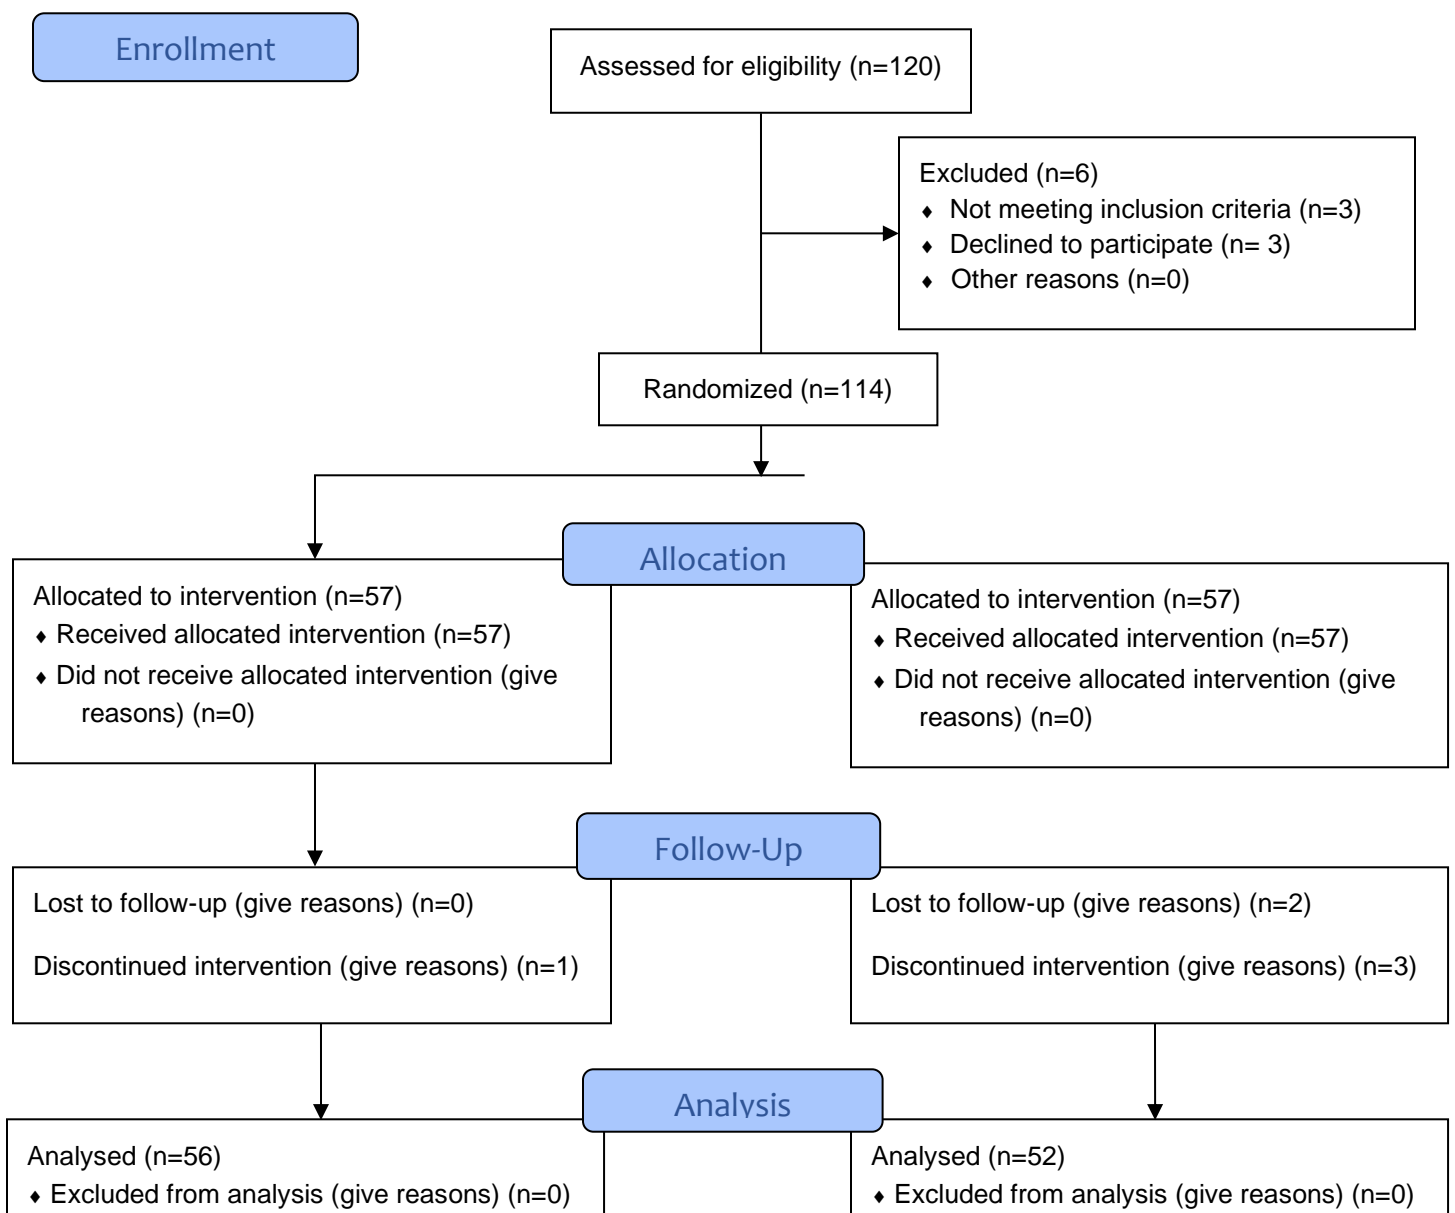 Enrollment
Assessed for eligibility (n=120)
Excluded (n=6)
♦ Not meeting inclusion criteria (n=3)
♦ Declined to participate (n= 3)
♦ Other reasons (n=0)
Randomized (n=114)
Allocation
Allocated to intervention (n=57)
♦ Received allocated intervention (n=57)
♦ Did not receive allocated intervention (give
reasons) (n=0)
Allocated to intervention (n=57)
♦ Received allocated intervention (n=57)
♦ Did not receive allocated intervention (give
reasons) (n=0)
Follow-Up
Lost to follow-up (give reasons) (n=0)
Discontinued intervention (give reasons) (n=1)
Lost to follow-up (give reasons) (n=2)
Discontinued intervention (give reasons) (n=3)
Analysis
Analysed (n=56)
♦ Excluded from analysis (give reasons) (n=0)
Analysed (n=52)
♦ Excluded from analysis (give reasons) (n=0)